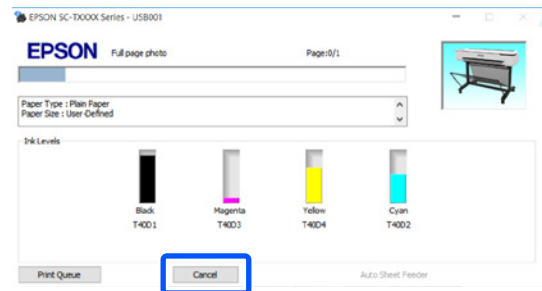 EPSON SC-TXXXX Series - USB001
EPSON Full page photo Page:0/1
Paper Type : Plain Paper
Paper Size : User-Defined
Ink Levels
Black Magenta Yellow Cyan
T40D1 T40D3 T40D4 T40D2
Print Queue Cancel Auto Sheet Feeder